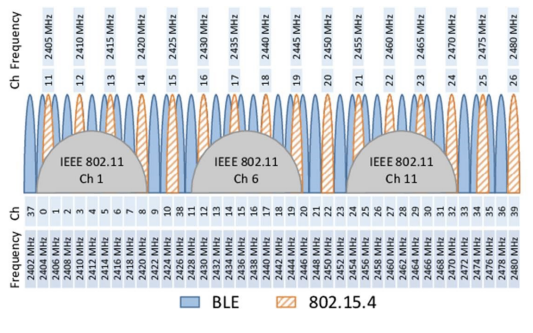 Ch Frequency
2405 MHz 2410 MHz 2415 MHz 2420 MHz 2425 MHz 2430 MHz 2435 MHz 2440 MHz 2445 MHz 2450 MHz 2455 MHz 2460 MHz 2465 MHz 2470 MHz 2475 MHz 2480 MHz
11 12 13 14 15 16 17 18 19 20 21 22 23 24 25 26
IEEE 802.11 IEEE 802.11 IEEE 802.11
Ch 1 Ch 6 Ch 11
Ch 37 0 1 2 3 4 5 6 7 8 9 10 38 11 12 13 14 15 16 17 18 19 20 21 22 23 24 25 26 27 28 29 30 31 32 33 34 35 36 39
Frequency 2402 MHz 2404 MHz 2406 MHz 2408 MHz 2410 MHz 2412 MHz 2414 MHz 2416 MHz 2418 MHz 2420 MHz 2422 MHz 2424 MHz 2426 MHz 2428 MHz 2430 MHz 2432 MHz 2434 MHz 2436 MHz 2438 MHz 2440 MHz 2442 MHz 2444 MHz 2446 MHz 2448 MHz 2450 MHz 2452 MHz 2454 MHz 2456 MHz 2458 MHz 2460 MHz 2462 MHz 2464 MHz 2466 MHz 2468 MHz 2470 MHz 2472 MHz 2474 MHz 2476 MHz 2478 MHz 2480 MHz
BLE 802.15.4